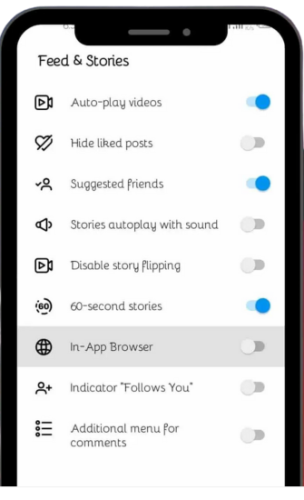 Feed & Stories
Auto-play videos
Hide liked posts
Suggested friends
Stories autoplay with sound
Disable story flipping
60
60-second stories
In-App Browser
Indicator "Follows You"
Additional menu for
comments